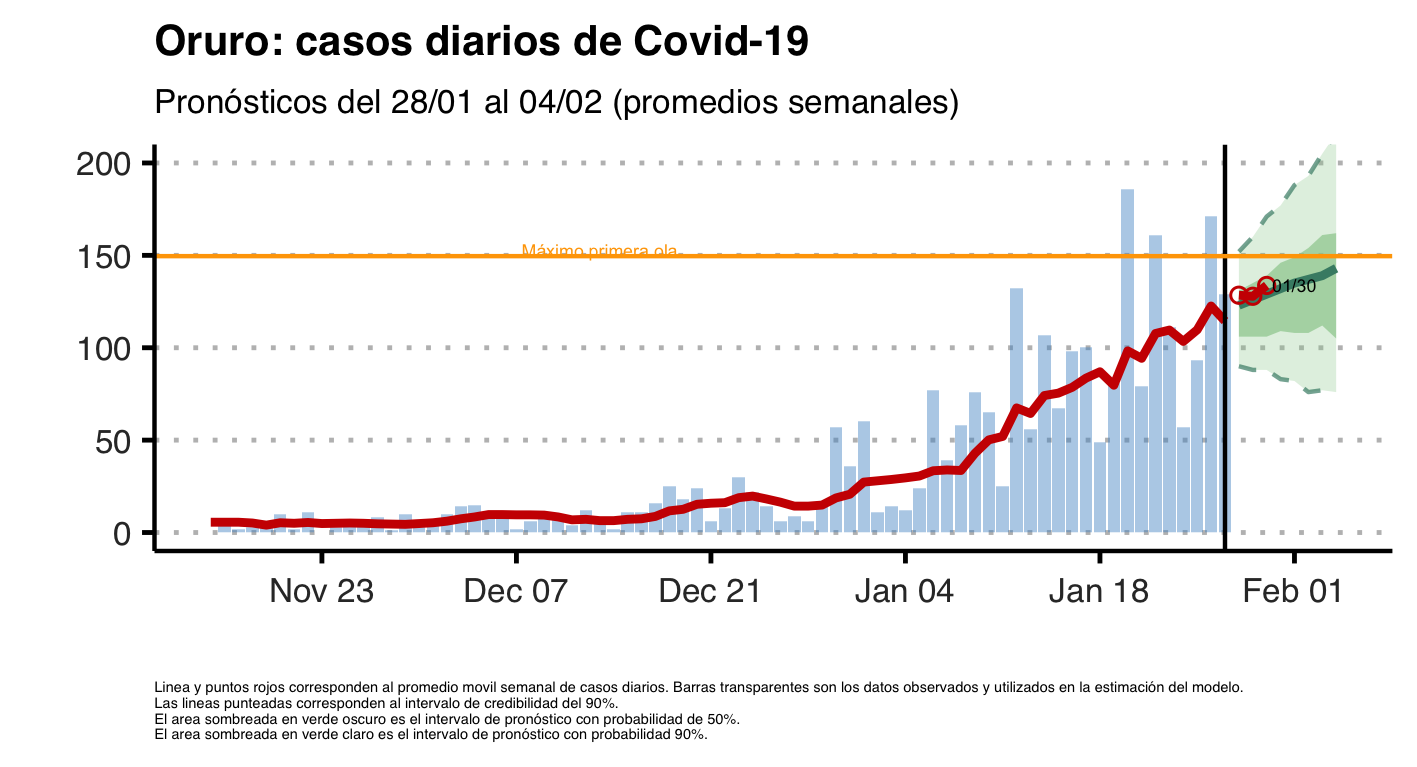 Oruro: casos diarios de Covid-19
Pronósticos del 28/01 al 04/02 (promedios semanales)
200
150
100
50
0
Máximo primera ola
01/30
Nov 23
Dec 07
Dec 21
Jan 04
Jan 18
Feb 01
Linea y puntos rojos corresponden al promedio movil semanal de casos diarios. Barras transparentes son los datos observados y utilizados en la estimación del modelo.
Las lineas punteadas corresponden al intervalo de credibilidad del 90%.
El area sombreada en verde oscuro es el intervalo de pronóstico con probabilidad de 50%.
El area sombreada en verde claro es el intervalo de pronóstico con probabilidad 90%.